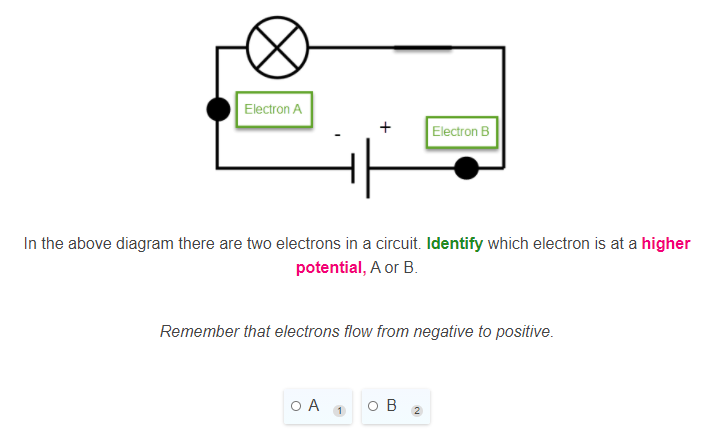 Electron A
- +
Electron B
In the above diagram there are two electrons in a circuit. Identify which electron is at a higher
potential, A or B.
Remember that electrons flow from negative to positive.
A 1 B 2